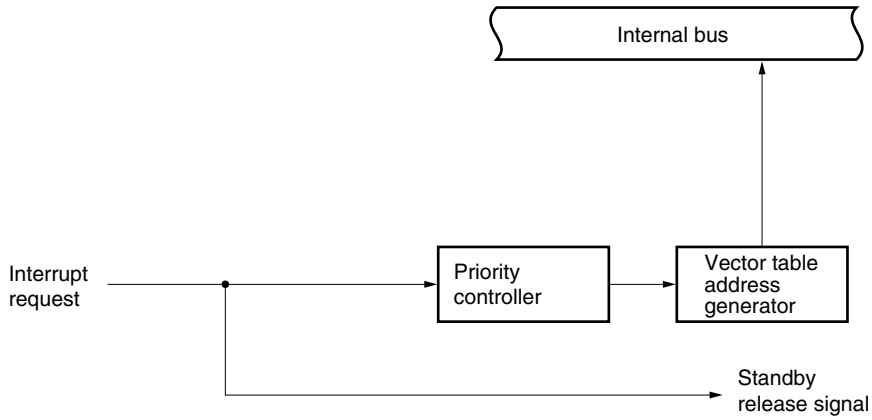 Internal bus
Interrupt
request
Priority
controller
Vector table
address
generator
Standby
release signal